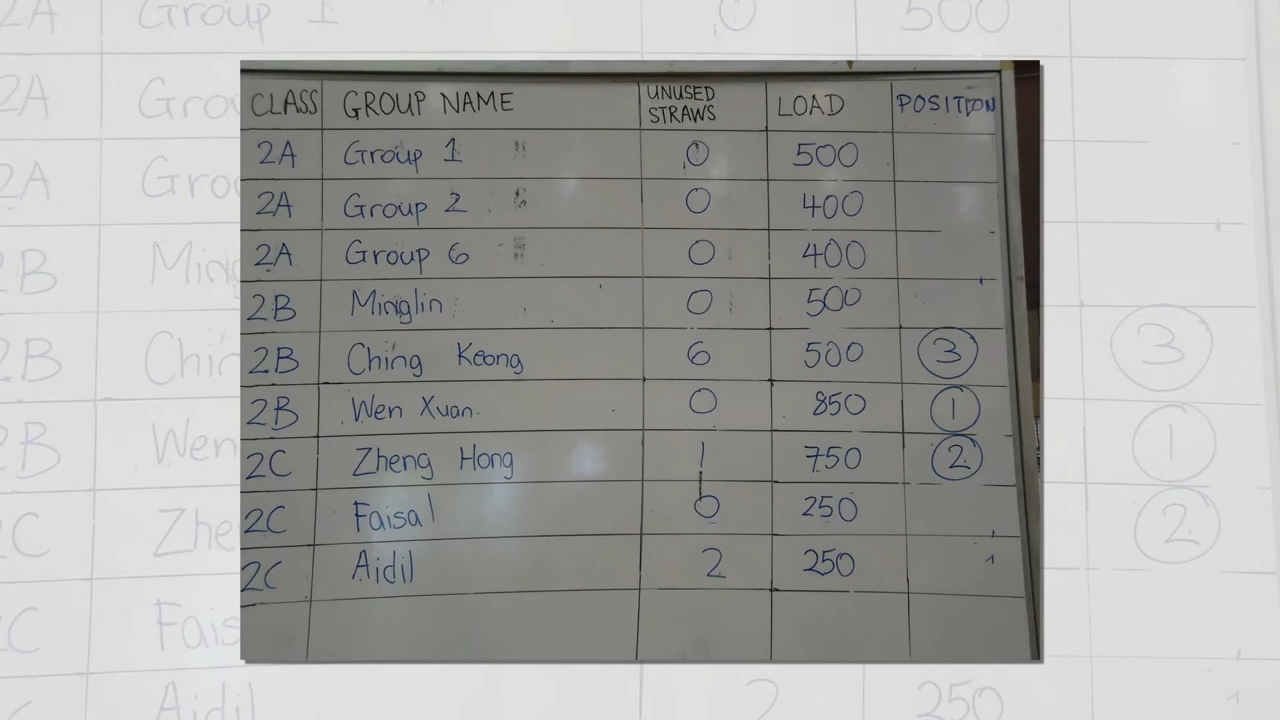 CLASS GROUP NAME UNUSED STRAWS LOAD POSITION
2A Group 1 0 500
2A Group 2 0 400
2A Group 6 0 400
2B Minglin 0 500
2B Ching Keong 6 500 3
2B Wen Xuan 0 850 1
2C Zheng Hong 1 750 2
2C Faisal 0 250
2C Aidil 2 250